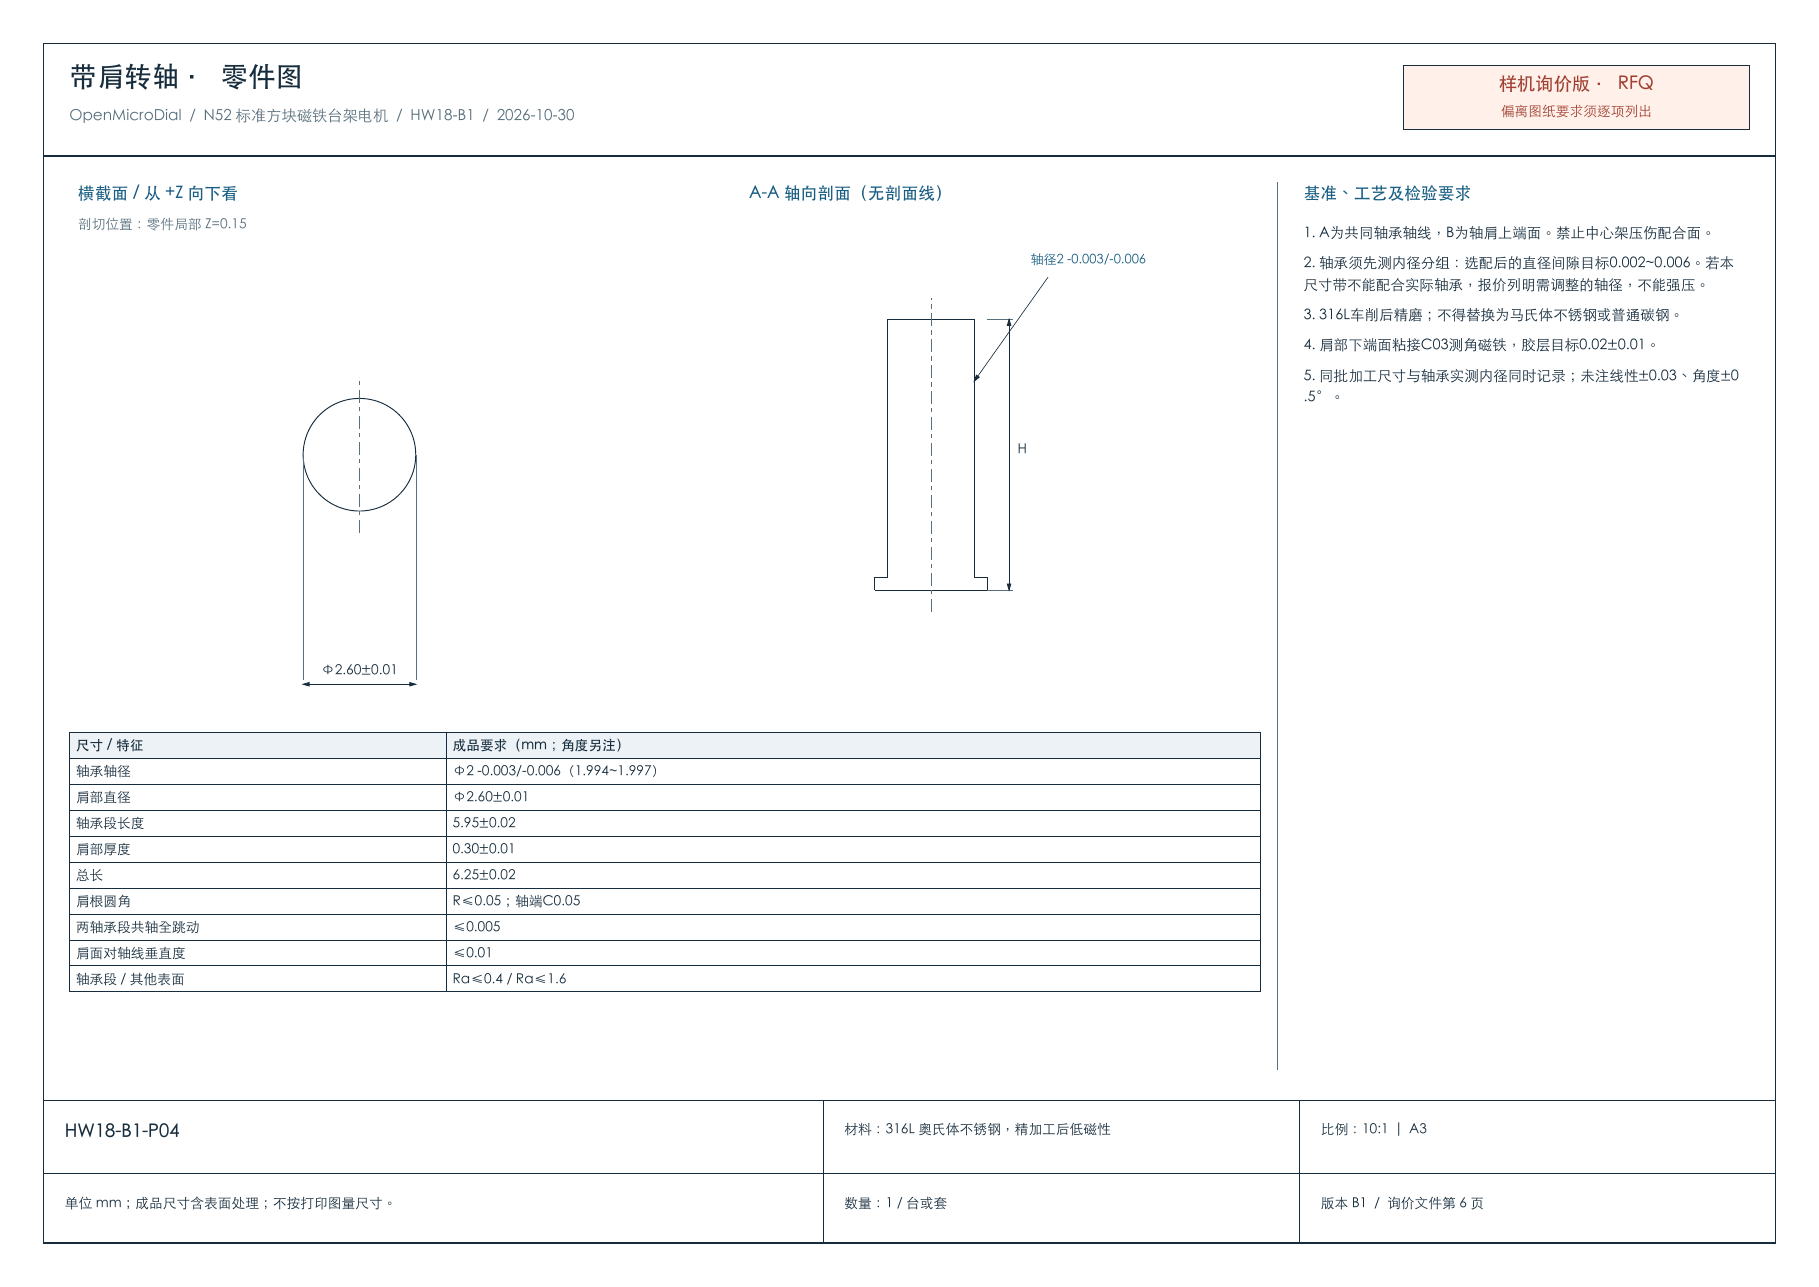 带肩转轴 · 零件图
OpenMicroDial / N52 标准方块磁铁台架电机 / HW18-B1 / 2026-10-30
样机询价版 · RFQ
偏离图纸要求须逐项列出
横截面 / 从 +Z 向下看
剖切位置：零件局部 Z=0.15
Φ2.60±0.01
A-A 轴向剖面（无剖面线）
轴径2 -0.003/-0.006
H
基准、工艺及检验要求
1. A为共同轴承轴线，B为轴肩上端面。禁止中心架压伤配合面。
2. 轴承须先测内径分组：选配后的直径间隙目标0.002~0.006。若本
尺寸带不能配合实际轴承，报价列明需调整的轴径，不能强压。
3. 316L车削后精磨；不得替换为马氏体不锈钢或普通碳钢。
4. 肩部下端面粘接C03测角磁铁，胶层目标0.02±0.01。
5. 同批加工尺寸与轴承实测内径同时记录；未注线性±0.03、角度±0
.5°。
尺寸 / 特征 成品要求（mm；角度另注）
轴承轴径 Φ2 -0.003/-0.006（1.994~1.997）
肩部直径 Φ2.60±0.01
轴承段长度 5.95±0.02
肩部厚度 0.30±0.01
总长 6.25±0.02
肩根圆角 R≤0.05；轴端C0.05
两轴承段共轴全跳动 ≤0.005
肩面对轴线垂直度 ≤0.01
轴承段 / 其他表面 Ra≤0.4 / Ra≤1.6
HW18-B1-P04
材料：316L 奥氏体不锈钢，精加工后低磁性
比例：10:1 | A3
单位 mm；成品尺寸含表面处理；不按打印图量尺寸。
数量：1 / 台或套
版本 B1 / 询价文件第 6 页